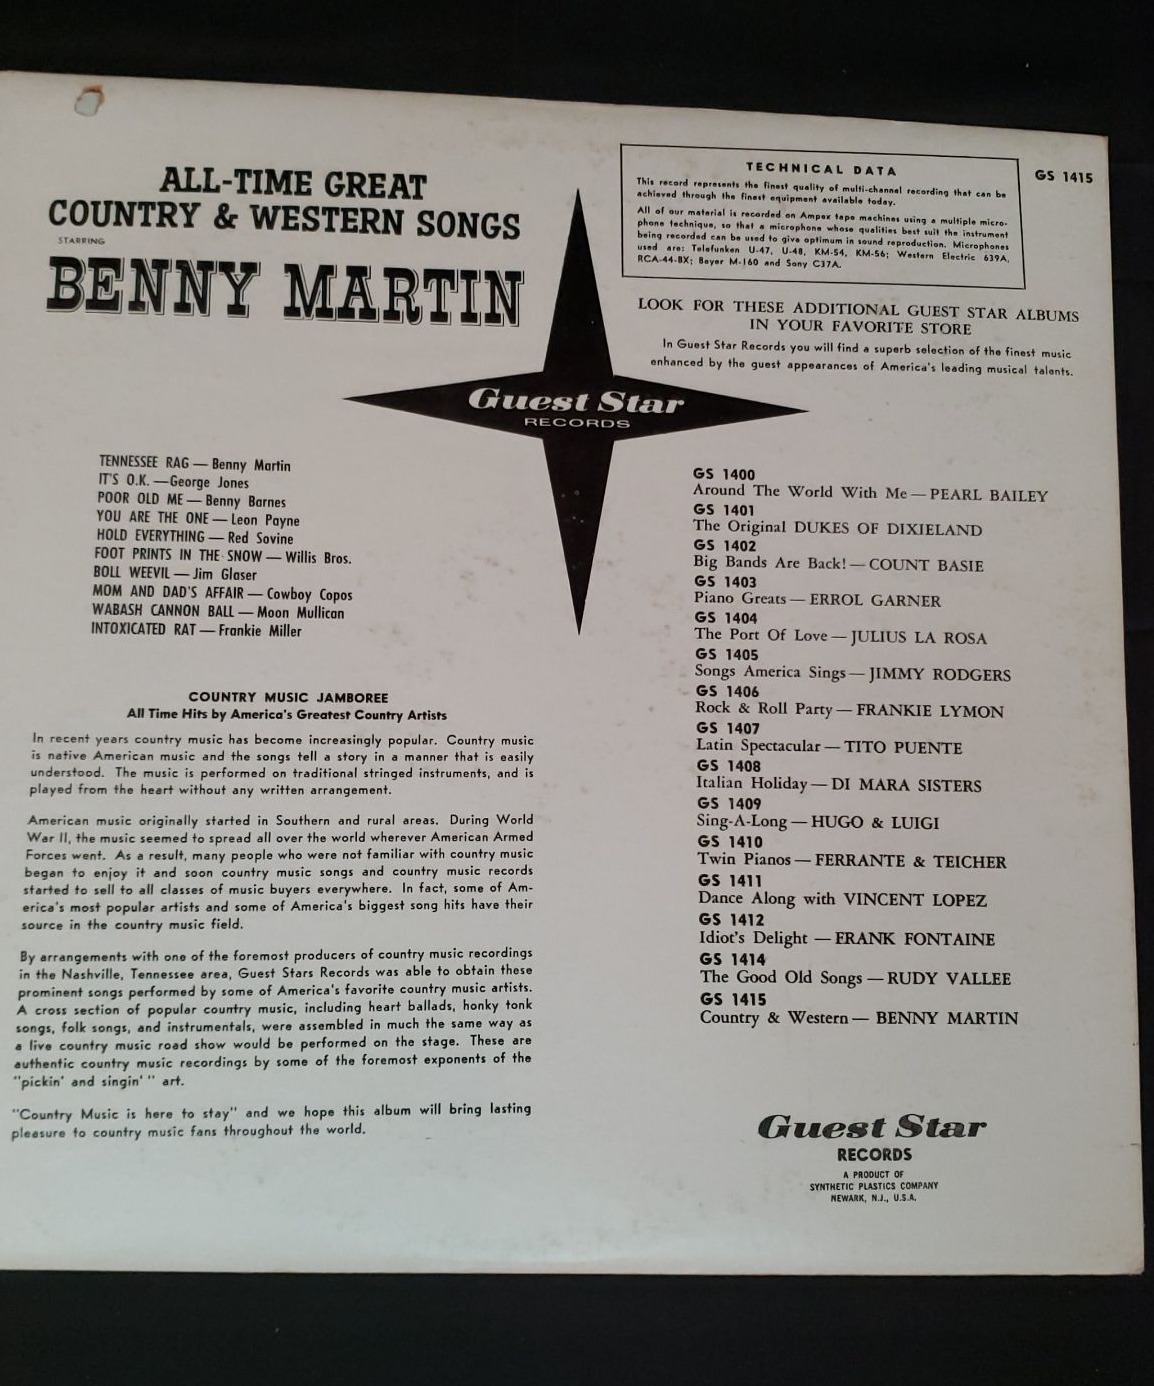 ALL-TIME GREAT
COUNTRY & WESTERN SONGS
STARRING
BENNY MARTIN
TECHNICAL DATA
This record represents the finest quality of multi-channel recording that can be
achieved through the finest equipment available today.
All of our material is recorded on Ampex tape machines using a multiple micro-
phone technique, so that a microphone whose qualities best suit the instrument
being recorded can be used to give optimum in sound reproduction. Microphones
used are: Telefunken U-47, U-48, KM-54, KM-56; Western Electric 639A,
RCA-44-BX; Beyer M-160 and Sony C37A.
GS 1415
LOOK FOR THESE ADDITIONAL GUEST STAR ALBUMS
IN YOUR FAVORITE STORE
In Guest Star Records you will find a superb selection of the finest music
enhanced by the guest appearances of America's leading musical talents.
Guest Star
RECORDS
TENNESSEE RAG — Benny Martin
IT'S O.K. —George Jones
POOR OLD ME — Benny Barnes
YOU ARE THE ONE — Leon Payne
HOLD EVERYTHING — Red Sovine
FOOT PRINTS IN THE SNOW — Willis Bros.
BOLL WEEVIL — Jim Glaser
MOM AND DAD'S AFFAIR — Cowboy Copos
WABASH CANNON BALL — Moon Mullican
INTOXICATED RAT — Frankie Miller
COUNTRY MUSIC JAMBOREE
All Time Hits by America's Greatest Country Artists
In recent years country music has become increasingly popular. Country music
is native American music and the songs tell a story in a manner that is easily
understood. The music is performed on traditional stringed instruments, and is
played from the heart without any written arrangement.
American music originally started in Southern and rural areas. During World
War II, the music seemed to spread all over the world wherever American Armed
Forces went. As a result, many people who were not familiar with country music
began to enjoy it and soon country music songs and country music records
started to sell to all classes of music buyers everywhere. In fact, some of Am-
erica's most popular artists and some of America's biggest song hits have their
source in the country music field.
By arrangements with one of the foremost producers of country music recordings
in the Nashville, Tennessee area, Guest Stars Records was able to obtain these
prominent songs performed by some of America's favorite country music artists.
A cross section of popular country music, including heart ballads, honky tonk
songs, folk songs, and instrumentals, were assembled in much the same way as
a live country music road show would be performed on the stage. These are
authentic country music recordings by some of the foremost exponents of the
"pickin' and singin' " art.
"Country Music is here to stay" and we hope this album will bring lasting
pleasure to country music fans throughout the world.
GS 1400
Around The World With Me — PEARL BAILEY
GS 1401
The Original DUKES OF DIXIELAND
GS 1402
Big Bands Are Back! — COUNT BASIE
GS 1403
Piano Greats — ERROL GARNER
GS 1404
The Port Of Love — JULIUS LA ROSA
GS 1405
Songs America Sings — JIMMY RODGERS
GS 1406
Rock & Roll Party — FRANKIE LYMON
GS 1407
Latin Spectacular — TITO PUENTE
GS 1408
Italian Holiday — DI MARA SISTERS
GS 1409
Sing-A-Long — HUGO & LUIGI
GS 1410
Twin Pianos — FERRANTE & TEICHER
GS 1411
Dance Along with VINCENT LOPEZ
GS 1412
Idiot's Delight — FRANK FONTAINE
GS 1414
The Good Old Songs — RUDY VALLEE
GS 1415
Country & Western — BENNY MARTIN
Guest Star
RECORDS
A PRODUCT OF
SYNTHETIC PLASTICS COMPANY
NEWARK, N.J., U.S.A.